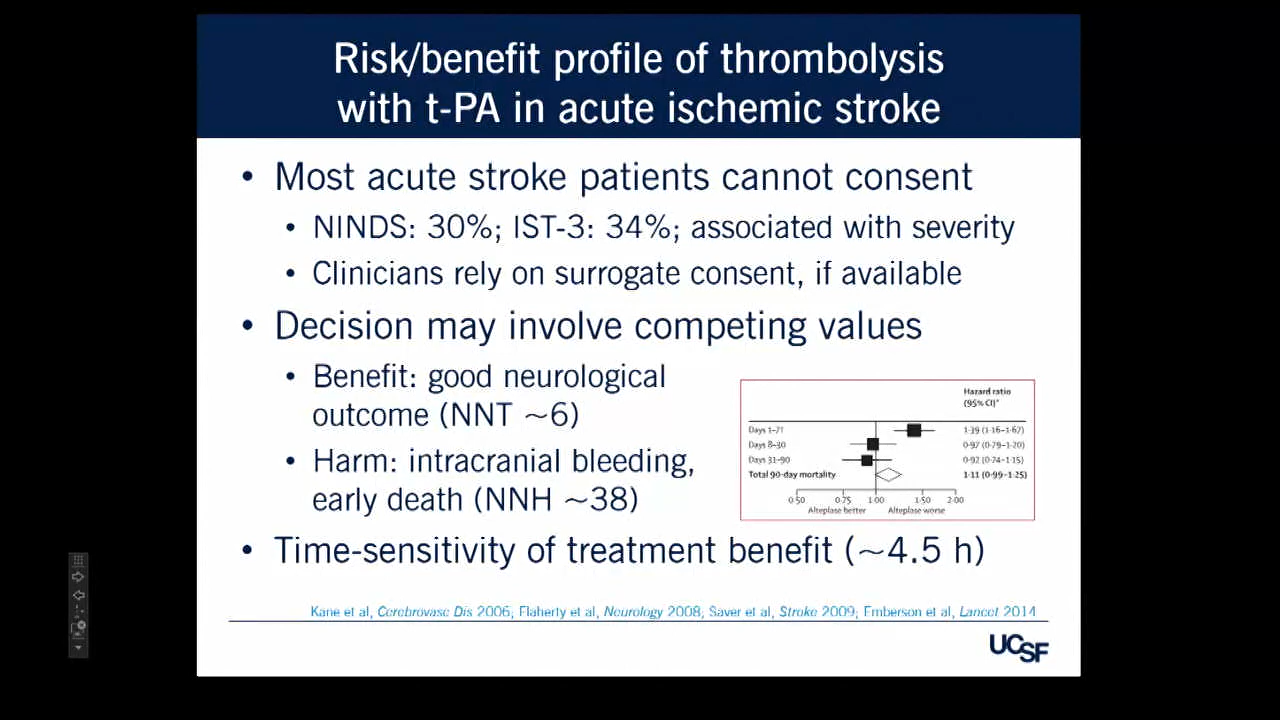 Risk/benefit profile of thrombolysis
with t-PA in acute ischemic stroke
• Most acute stroke patients cannot consent
• NINDS: 30%; IST-3: 34%; associated with severity
• Clinicians rely on surrogate consent, if available
• Decision may involve competing values
• Benefit: good neurological
outcome (NNT ~6)
• Harm: intracranial bleeding,
early death (NNH ~38)
Hazard ratio
(95% CI)*
Days 1–7† 1·39 (1·16–1·67)
Days 8–30 0·97 (0·79–1·20)
Days 31–90 0·92 (0·74–1·15)
Total 90-day mortality 1·11 (0·99–1·25)
0·50 0·75 1·00 1·50 2·00
Alteplase better Alteplase worse
• Time-sensitivity of treatment benefit (~4.5 h)
Kane et al, Cerebrovasc Dis 2006; Flaherty et al, Neurology 2008; Saver et al, Stroke 2009; Emberson et al, Lancet 2014
UCSF